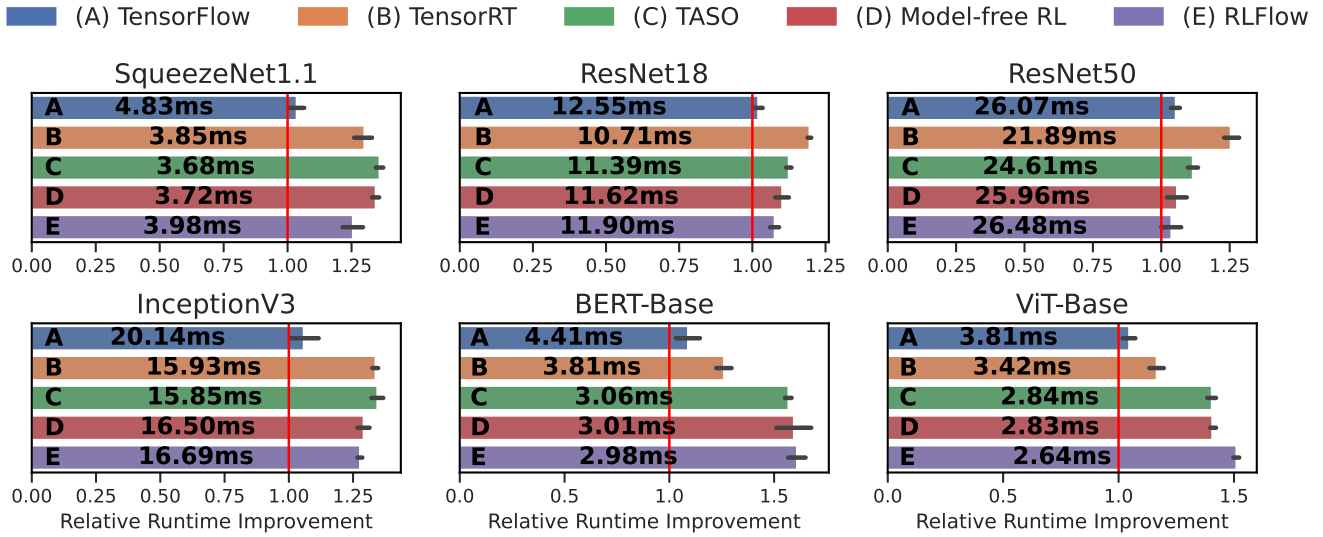 (A) TensorFlow (B) TensorRT (C) TASO (D) Model-free RL (E) RLFlow
SqueezeNet1.1
A 4.83ms
B 3.85ms
C 3.68ms
D 3.72ms
E 3.98ms
0.00 0.25 0.50 0.75 1.00 1.25
ResNet18
A 12.55ms
B 10.71ms
C 11.39ms
D 11.62ms
E 11.90ms
0.00 0.25 0.50 0.75 1.00 1.25
ResNet50
A 26.07ms
B 21.89ms
C 24.61ms
D 25.96ms
E 26.48ms
0.00 0.25 0.50 0.75 1.00 1.25
InceptionV3
A 20.14ms
B 15.93ms
C 15.85ms
D 16.50ms
E 16.69ms
0.00 0.25 0.50 0.75 1.00 1.25
Relative Runtime Improvement
BERT-Base
A 4.41ms
B 3.81ms
C 3.06ms
D 3.01ms
E 2.98ms
0.0 0.5 1.0 1.5
Relative Runtime Improvement
ViT-Base
A 3.81ms
B 3.42ms
C 2.84ms
D 2.83ms
E 2.64ms
0.0 0.5 1.0 1.5
Relative Runtime Improvement